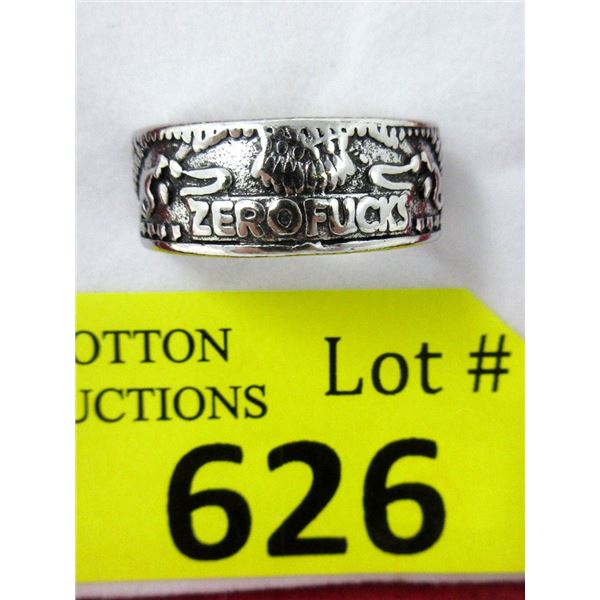 ZERO FUCKS
OTTON
UCTIONS
Lot #
626